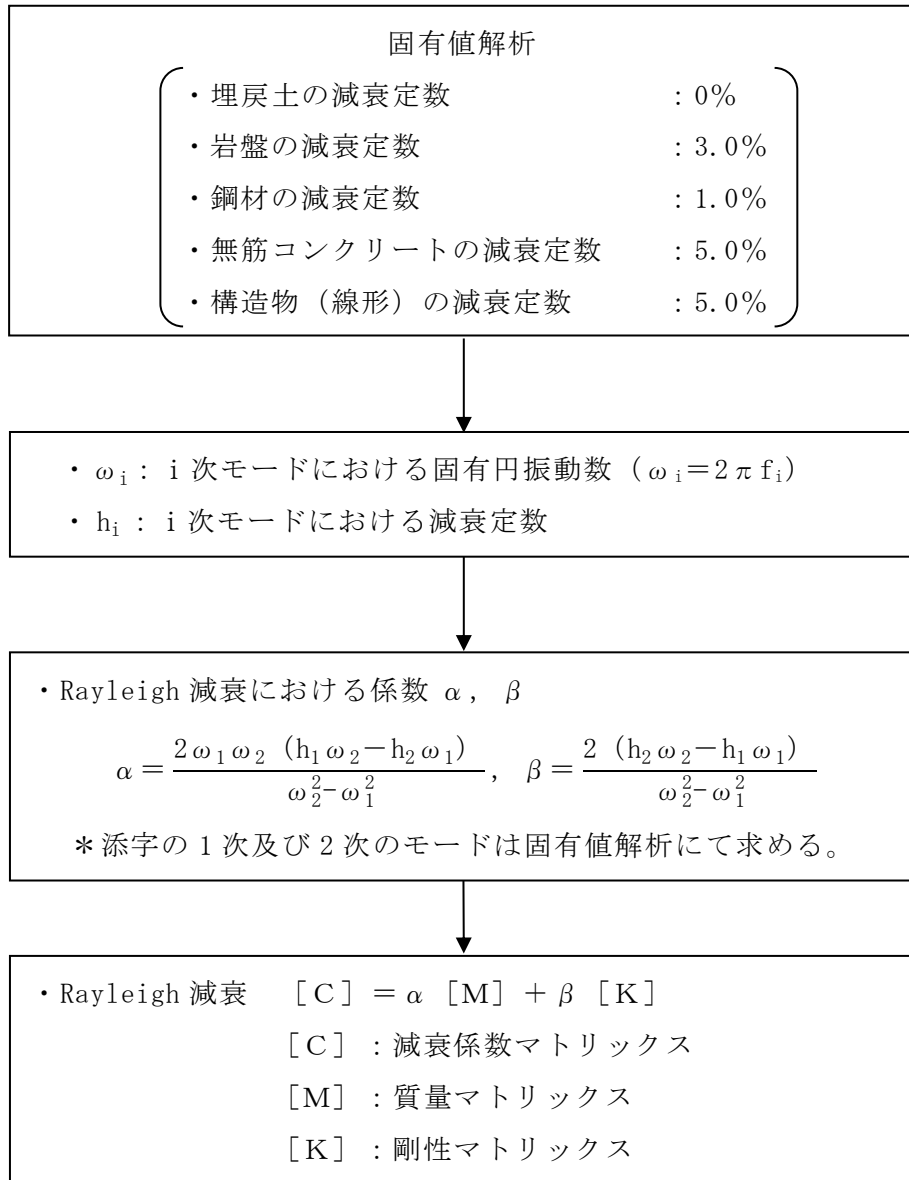 固有値解析
・埋戻土の減衰定数 : 0%
・岩盤の減衰定数 : 3.0%
・鋼材の減衰定数 : 1.0%
・無筋コンクリートの減衰定数 : 5.0%
・構造物（線形）の減衰定数 : 5.0%
・ωi : i次モードにおける固有円振動数（ωi＝2πfi）
・hi : i次モードにおける減衰定数
・Rayleigh減衰における係数 α, β
α＝2ω1ω2（h1ω2－h2ω1）/ω2^2-ω1^2, β＝2（h2ω2－h1ω1）/ω2^2-ω1^2
＊添字の1次及び2次のモードは固有値解析にて求める。
・Rayleigh減衰 ［C］＝α［M］＋β［K］
［C］:減衰係数マトリックス
［M］:質量マトリックス
［K］:剛性マトリックス